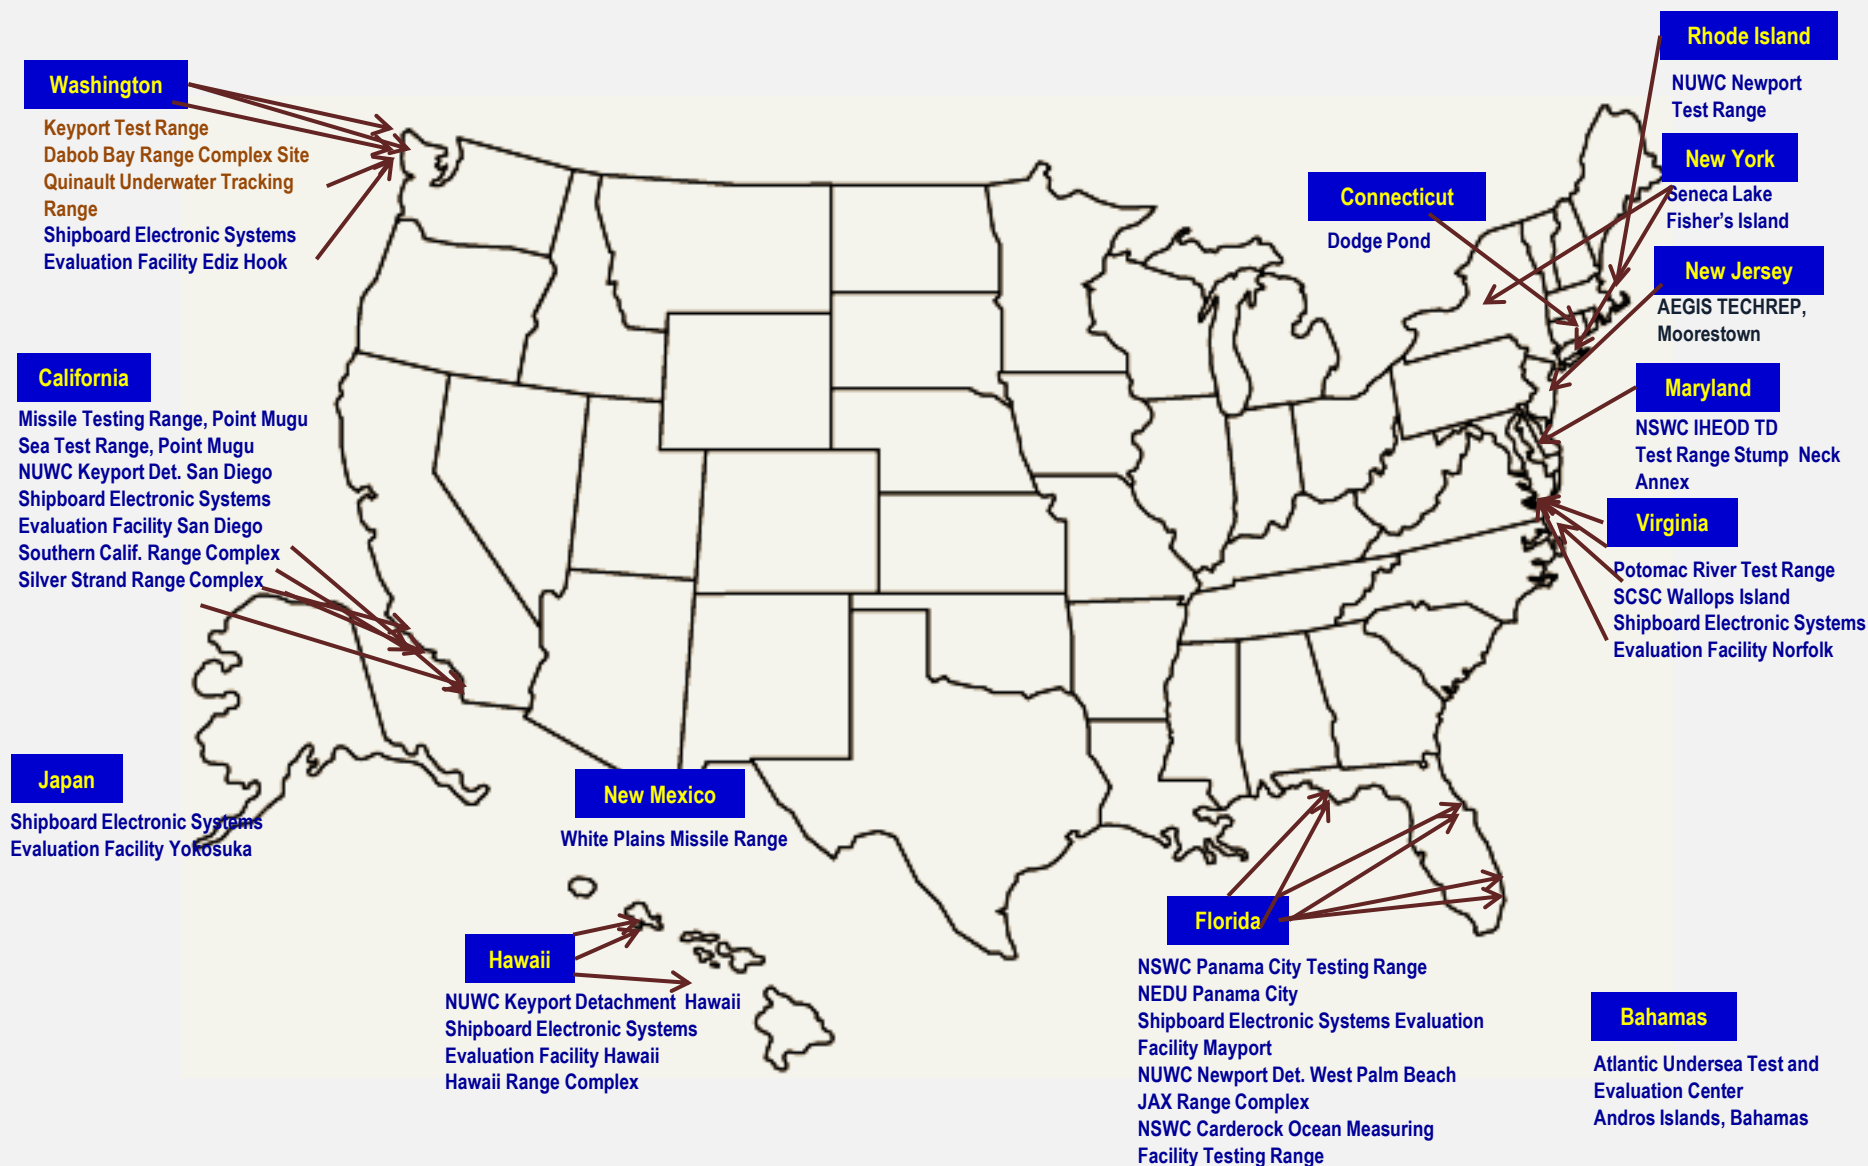 Washington
Keyport Test Range
Dabob Bay Range Complex Site
Quinault Underwater Tracking
Range
Shipboard Electronic Systems
Evaluation Facility Ediz Hook
California
Missile Testing Range, Point Mugu
Sea Test Range, Point Mugu
NUWC Keyport Det. San Diego
Shipboard Electronic Systems
Evaluation Facility San Diego
Southern Calif. Range Complex
Silver Strand Range Complex
Japan
Shipboard Electronic Systems
Evaluation Facility Yokosuka
New Mexico
White Plains Missile Range
Hawaii
NUWC Keyport Detachment Hawaii
Shipboard Electronic Systems
Evaluation Facility Hawaii
Hawaii Range Complex
Florida
NSWC Panama City Testing Range
NEDU Panama City
Shipboard Electronic Systems Evaluation
Facility Mayport
NUWC Newport Det. West Palm Beach
JAX Range Complex
NSWC Carderock Ocean Measuring
Facility Testing Range
Connecticut
Dodge Pond
Rhode Island
NUWC Newport
Test Range
New York
Seneca Lake
Fisher's Island
New Jersey
AEGIS TECHREP,
Moorestown
Maryland
NSWC IHEOD TD
Test Range Stump Neck
Annex
Virginia
Potomac River Test Range
SCSC Wallops Island
Shipboard Electronic Systems
Evaluation Facility Norfolk
Bahamas
Atlantic Undersea Test and
Evaluation Center
Andros Islands, Bahamas